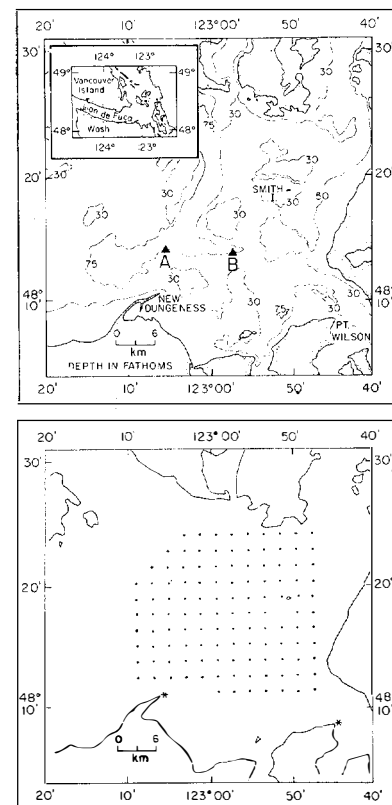 20' 10' 123°00' 50' 40'
30'
30'
124° 123°
49°
49°
Vancouver
Island
Juan de Fuca
48°
48°
Wash
124° 123°
75
30
30
20'
20'
SMITH
I.
30
50
30
30
30
75
A
B
30
48°
10'
48°
10'
NEW
30
75
30
30
PT.
WILSON
0 6
km
DEPTH IN FATHOMS
20' 10' 123°00' 50' 40'
20' 10' 123°00' 50' 40'
30'
30'
20'
20'
48°
10'
48°
10'
0 6
km
20' 10' 123°00' 50' 40'